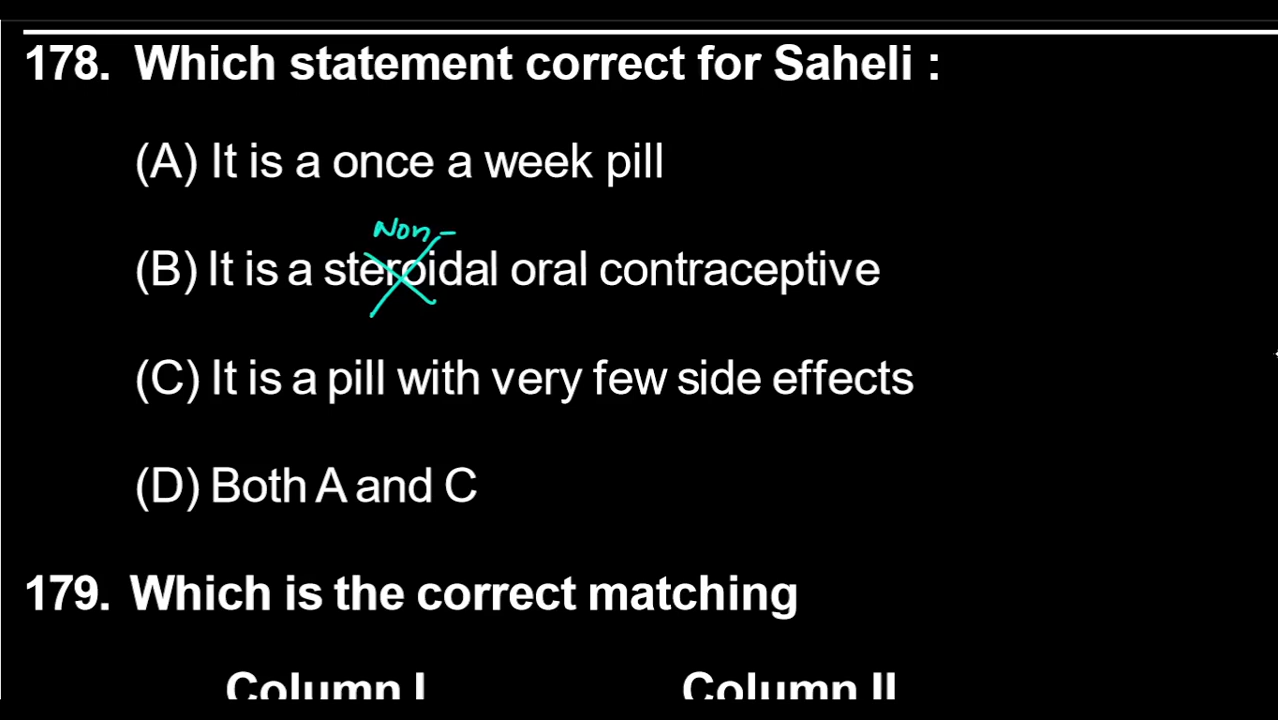 178. Which statement correct for Saheli :
(A) It is a once a week pill
Non-
(B) It is a steroidal oral contraceptive
(C) It is a pill with very few side effects
(D) Both A and C
179. Which is the correct matching
Column I Column II